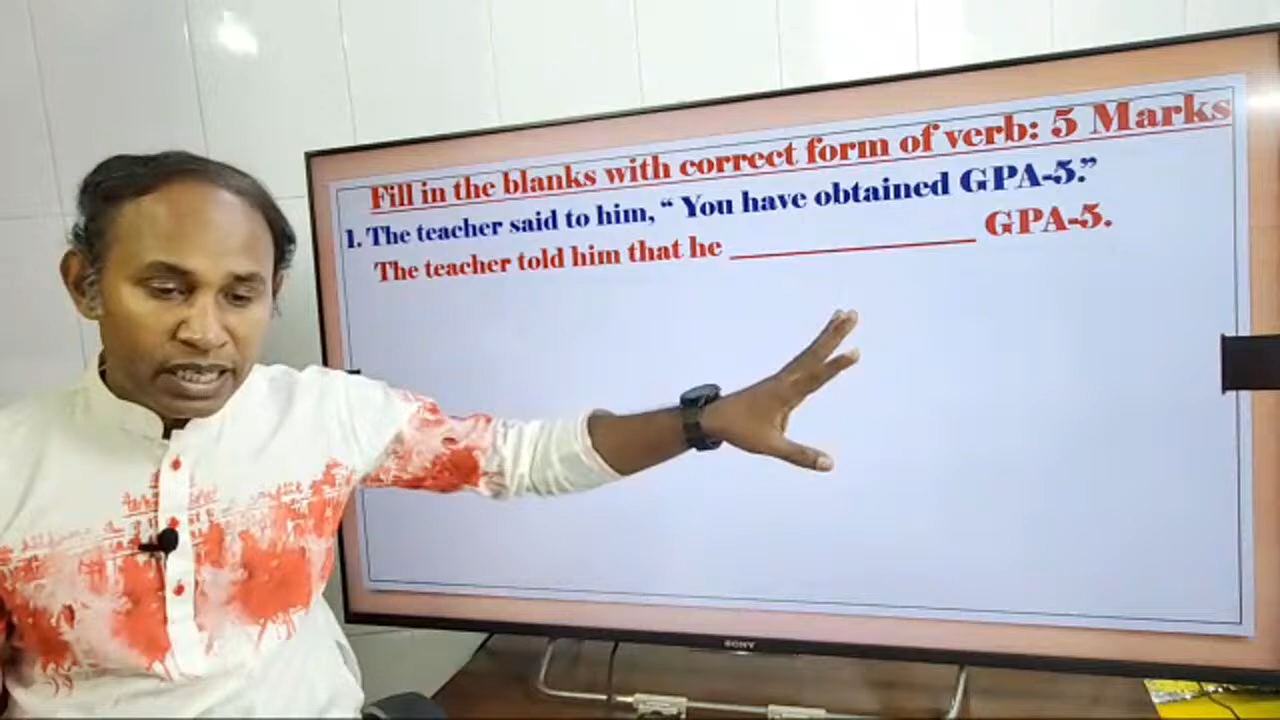 Fill in the blanks with correct form of verb: 5 Marks
1. The teacher said to him, “ You have obtained GPA-5.”
The teacher told him that he ______________ GPA-5.
SONY